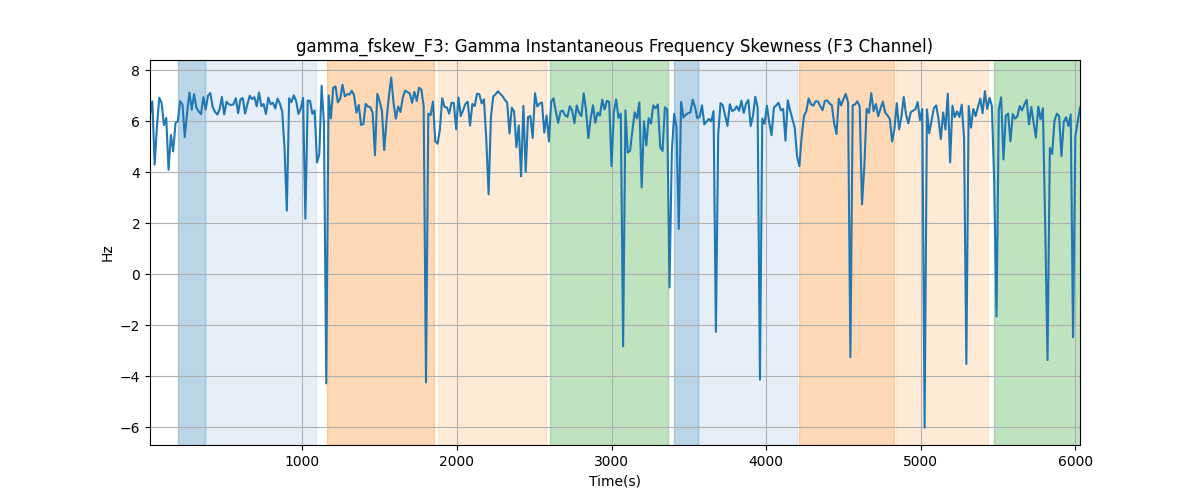 gamma_fskew_F3: Gamma Instantaneous Frequency Skewness (F3 Channel)
8
6
4
2
0
−2
−4
−6
Hz
1000 2000 3000 4000 5000 6000
Time(s)